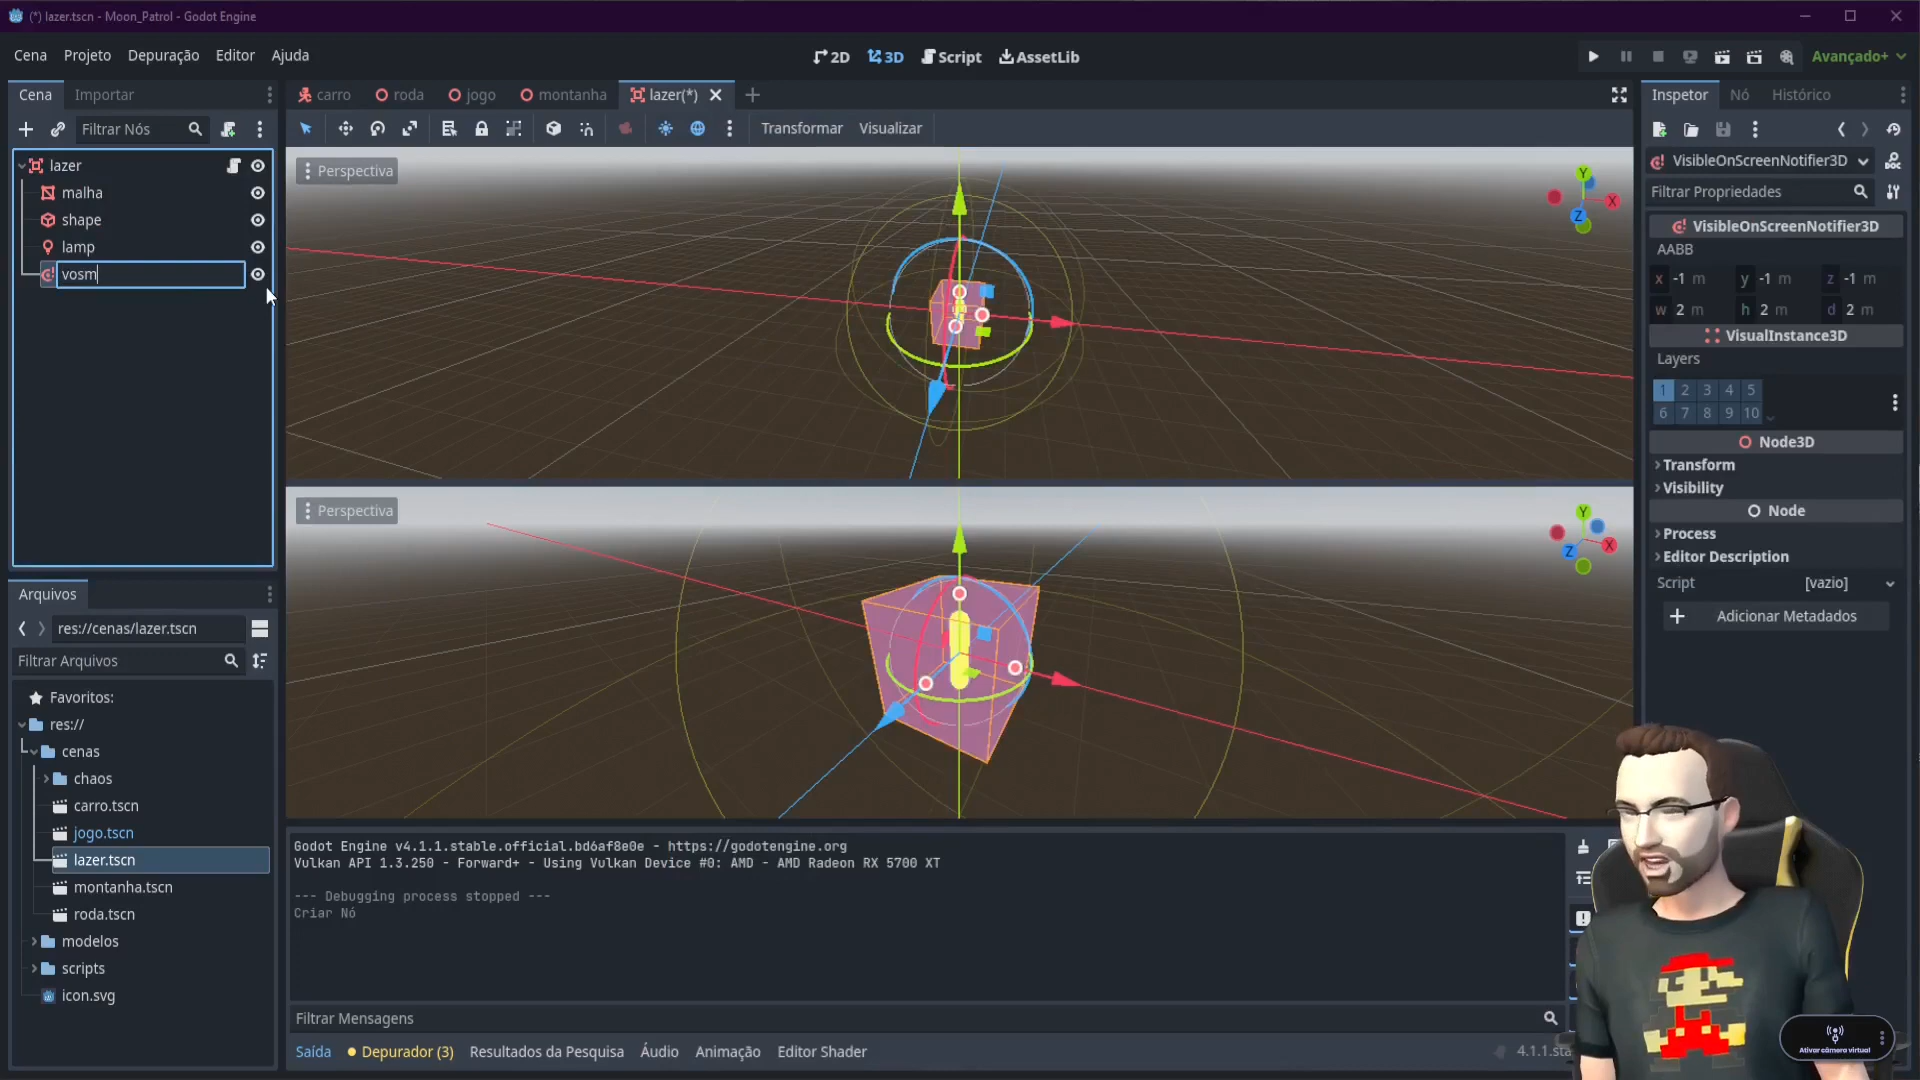 (*) lazer.tscn - Moon_Patrol - Godot Engine
Cena Projeto Depuração Editor Ajuda
2D 3D Script AssetLib
Avançado+
Cena Importar
carro roda jogo montanha lazer(*)
Inspetor Nó Histórico
Filtrar Nós
Transformar Visualizar
lazer
malha
shape
lamp
vosm
Perspectiva
VisibleOnScreenNotifier3D
Filtrar Propriedades
VisibleOnScreenNotifier3D
AABB
x -1 m y -1 m z -1 m
w 2 m h 2 m d 2 m
VisualInstance3D
Layers
1 2 3 4 5
6 7 8 9 10
Node3D
Transform
Visibility
Node
Process
Editor Description
Script [vazio]
Adicionar Metadados
Y
X
Z
Perspectiva
Y
X
Z
Arquivos
res://cenas/lazer.tscn
Filtrar Arquivos
Favoritos:
res://
cenas
chaos
carro.tscn
jogo.tscn
lazer.tscn
montanha.tscn
roda.tscn
modelos
scripts
icon.svg
Godot Engine v4.1.1.stable.official.bd6af8e0e - https://godotengine.org
Vulkan API 1.3.250 - Forward+ - Using Vulkan Device #0: AMD - AMD Radeon RX 5700 XT
--- Debugging process stopped ---
Criar Nó
Filtrar Mensagens
Saída Depurador (3) Resultados da Pesquisa Áudio Animação Editor Shader
4.1.1.sta
Ativar câmera virtual